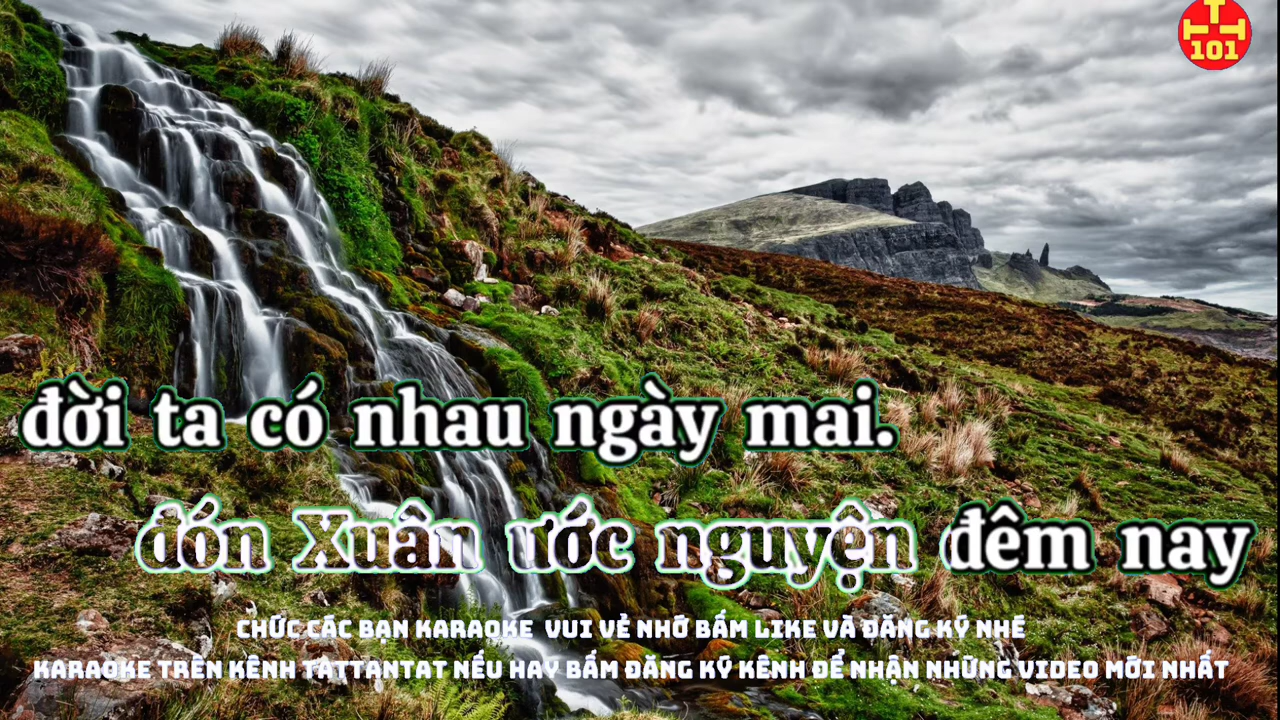 T
T T
101
đời ta có nhau ngày mai.
đón Xuân ước nguyện đêm nay
CHÚC CÁC BẠN KARAOKE VUI VẺ NHỚ BẤM LIKE VÀ ĐĂNG KÝ NHÉ
KARAOKE TRÊN KÊNH TATTANTAT NẾU HAY BẤM ĐĂNG KÝ KÊNH ĐỂ NHẬN NHỮNG VIDEO MỚI NHẤT